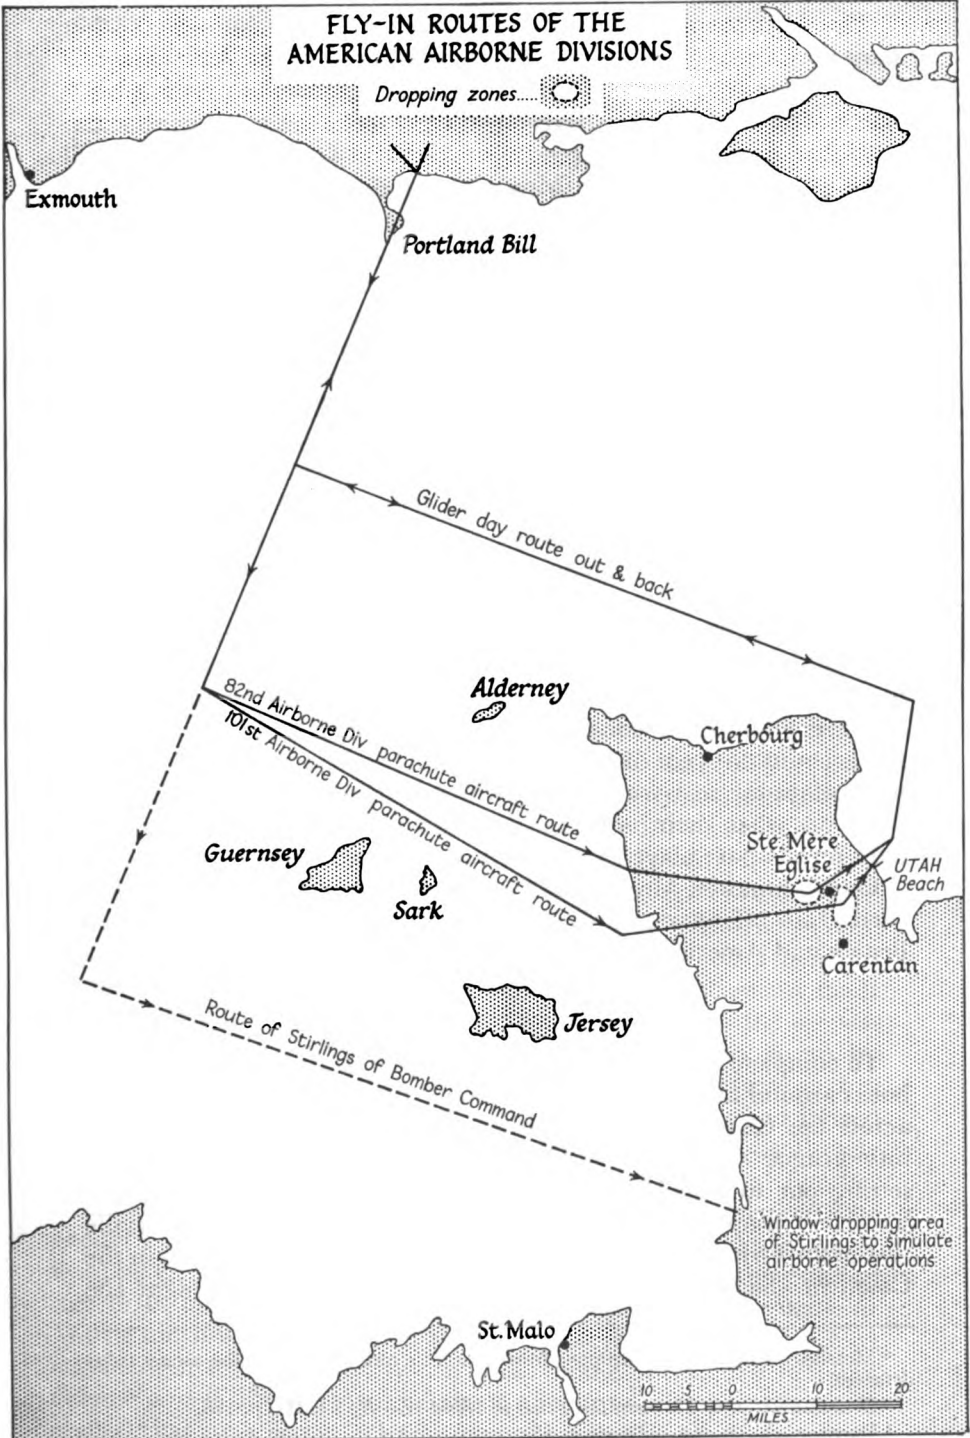 FLY-IN ROUTES OF THE
AMERICAN AIRBORNE DIVISIONS
Dropping zones.....
Exmouth
Portland Bill
Glider day route out & back
82nd Airborne Div parachute aircraft route
101st Airborne Div parachute aircraft route
Alderney
Cherbourg
Ste. Mère
Eglise
UTAH
Beach
Guernsey
Sark
Carentan
Jersey
Route of Stirlings of Bomber Command
"Window" dropping area
of Stirlings to simulate
airborne operations
St. Malo
10 5 0 10 20
MILES